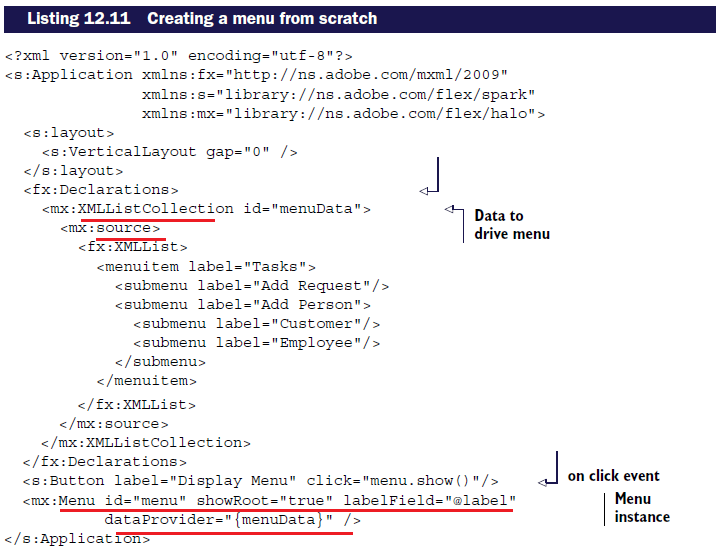 Listing 12.11 Creating a menu from scratch
<?xml version="1.0" encoding="utf-8"?>
<s:Application xmlns:fx="http://ns.adobe.com/mxml/2009"
xmlns:s="library://ns.adobe.com/flex/spark"
xmlns:mx="library://ns.adobe.com/flex/halo">
<s:layout>
<s:VerticalLayout gap="0" />
</s:layout>
<fx:Declarations>
<mx:XMLListCollection id="menuData">
<mx:source>
<fx:XMLList>
<menuitem label="Tasks">
<submenu label="Add Request"/>
<submenu label="Add Person">
<submenu label="Customer"/>
<submenu label="Employee"/>
</submenu>
</menuitem>
</fx:XMLList>
</mx:source>
</mx:XMLListCollection>
</fx:Declarations>
<s:Button label="Display Menu" click="menu.show()"/>
<mx:Menu id="menu" showRoot="true" labelField="@label"
dataProvider="{menuData}" />
</s:Application>
Data to
drive menu
on click event
Menu
instance